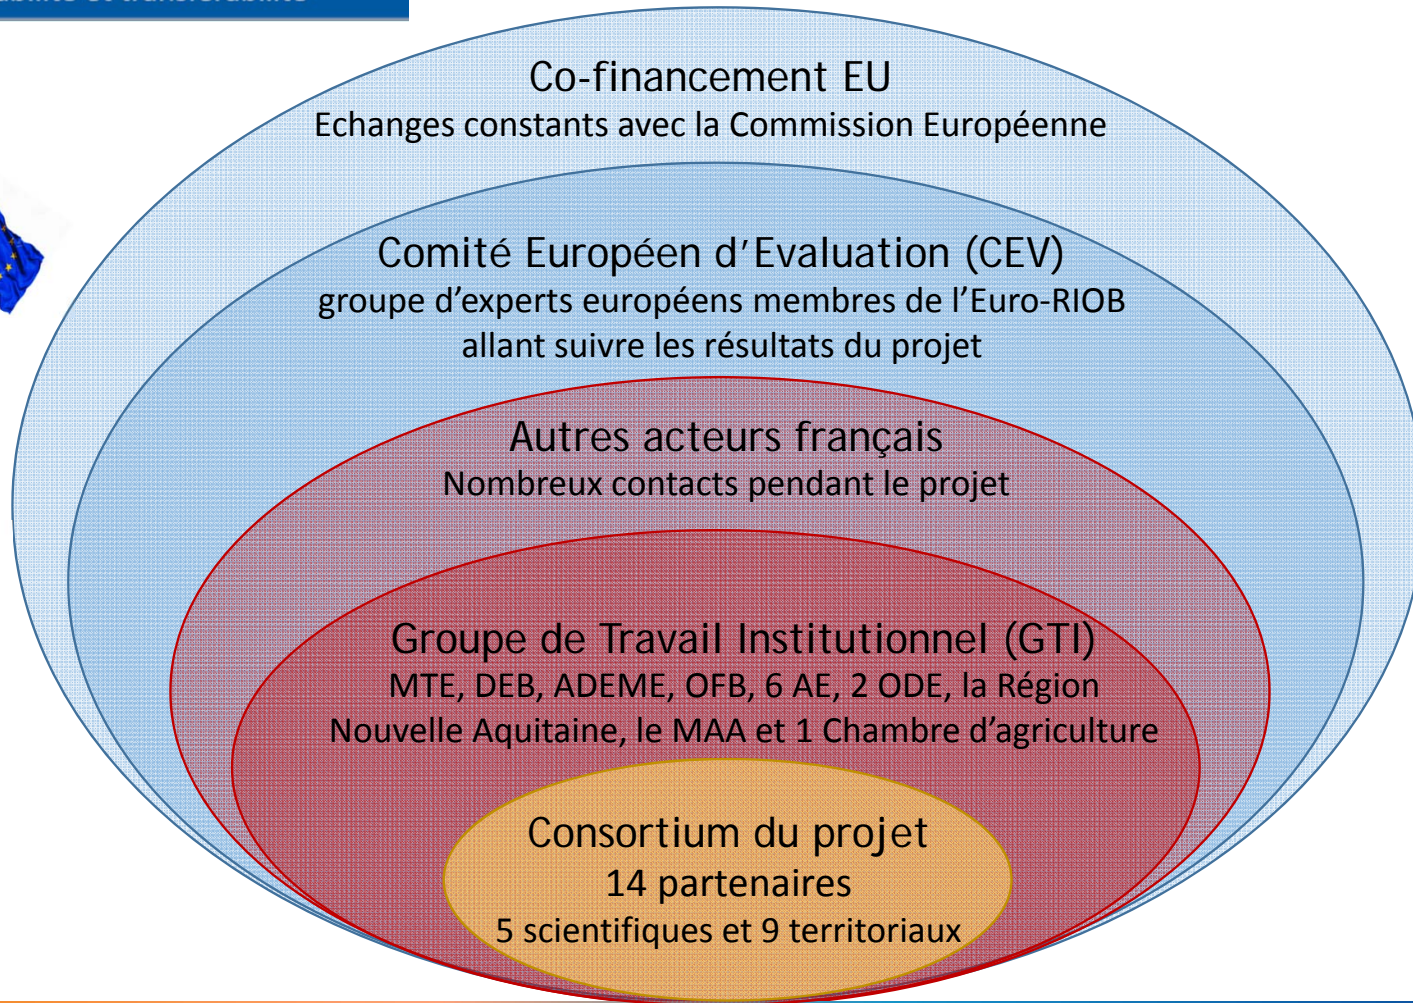 et transférabilité
Co-financement EU
Echanges constants avec la Commission Européenne
Comité Européen d'Evaluation (CEV)
groupe d'experts européens membres de l'Euro-RIOB
allant suivre les résultats du projet
Autres acteurs français
Nombreux contacts pendant le projet
Groupe de Travail Institutionnel (GTI)
MTE, DEB, ADEME, OFB, 6 AE, 2 ODE, la Région
Nouvelle Aquitaine, le MAA et 1 Chambre d'agriculture
Consortium du projet
14 partenaires
5 scientifiques et 9 territoriaux